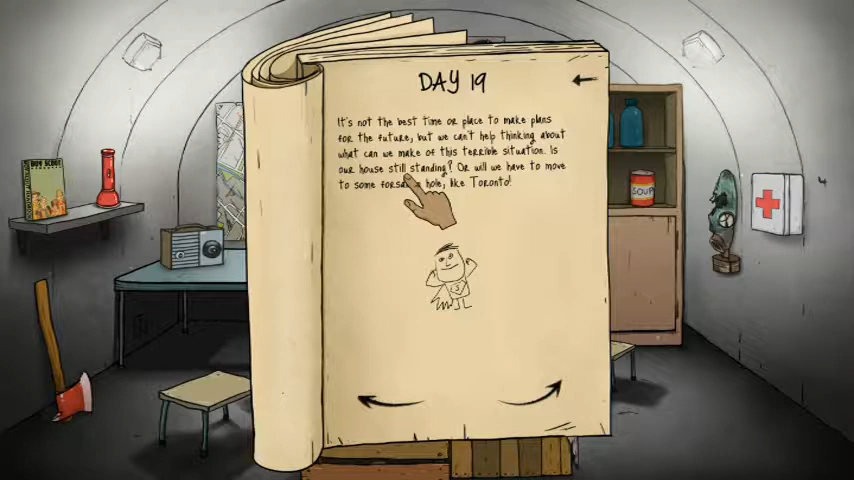 DAY 19
It's not the best time or place to make plans
for the future, but we can't help thinking about
what can we make of this terrible situation. Is
our house still standing? Or will we have to move
to some hole, like Toronto!
SOUP